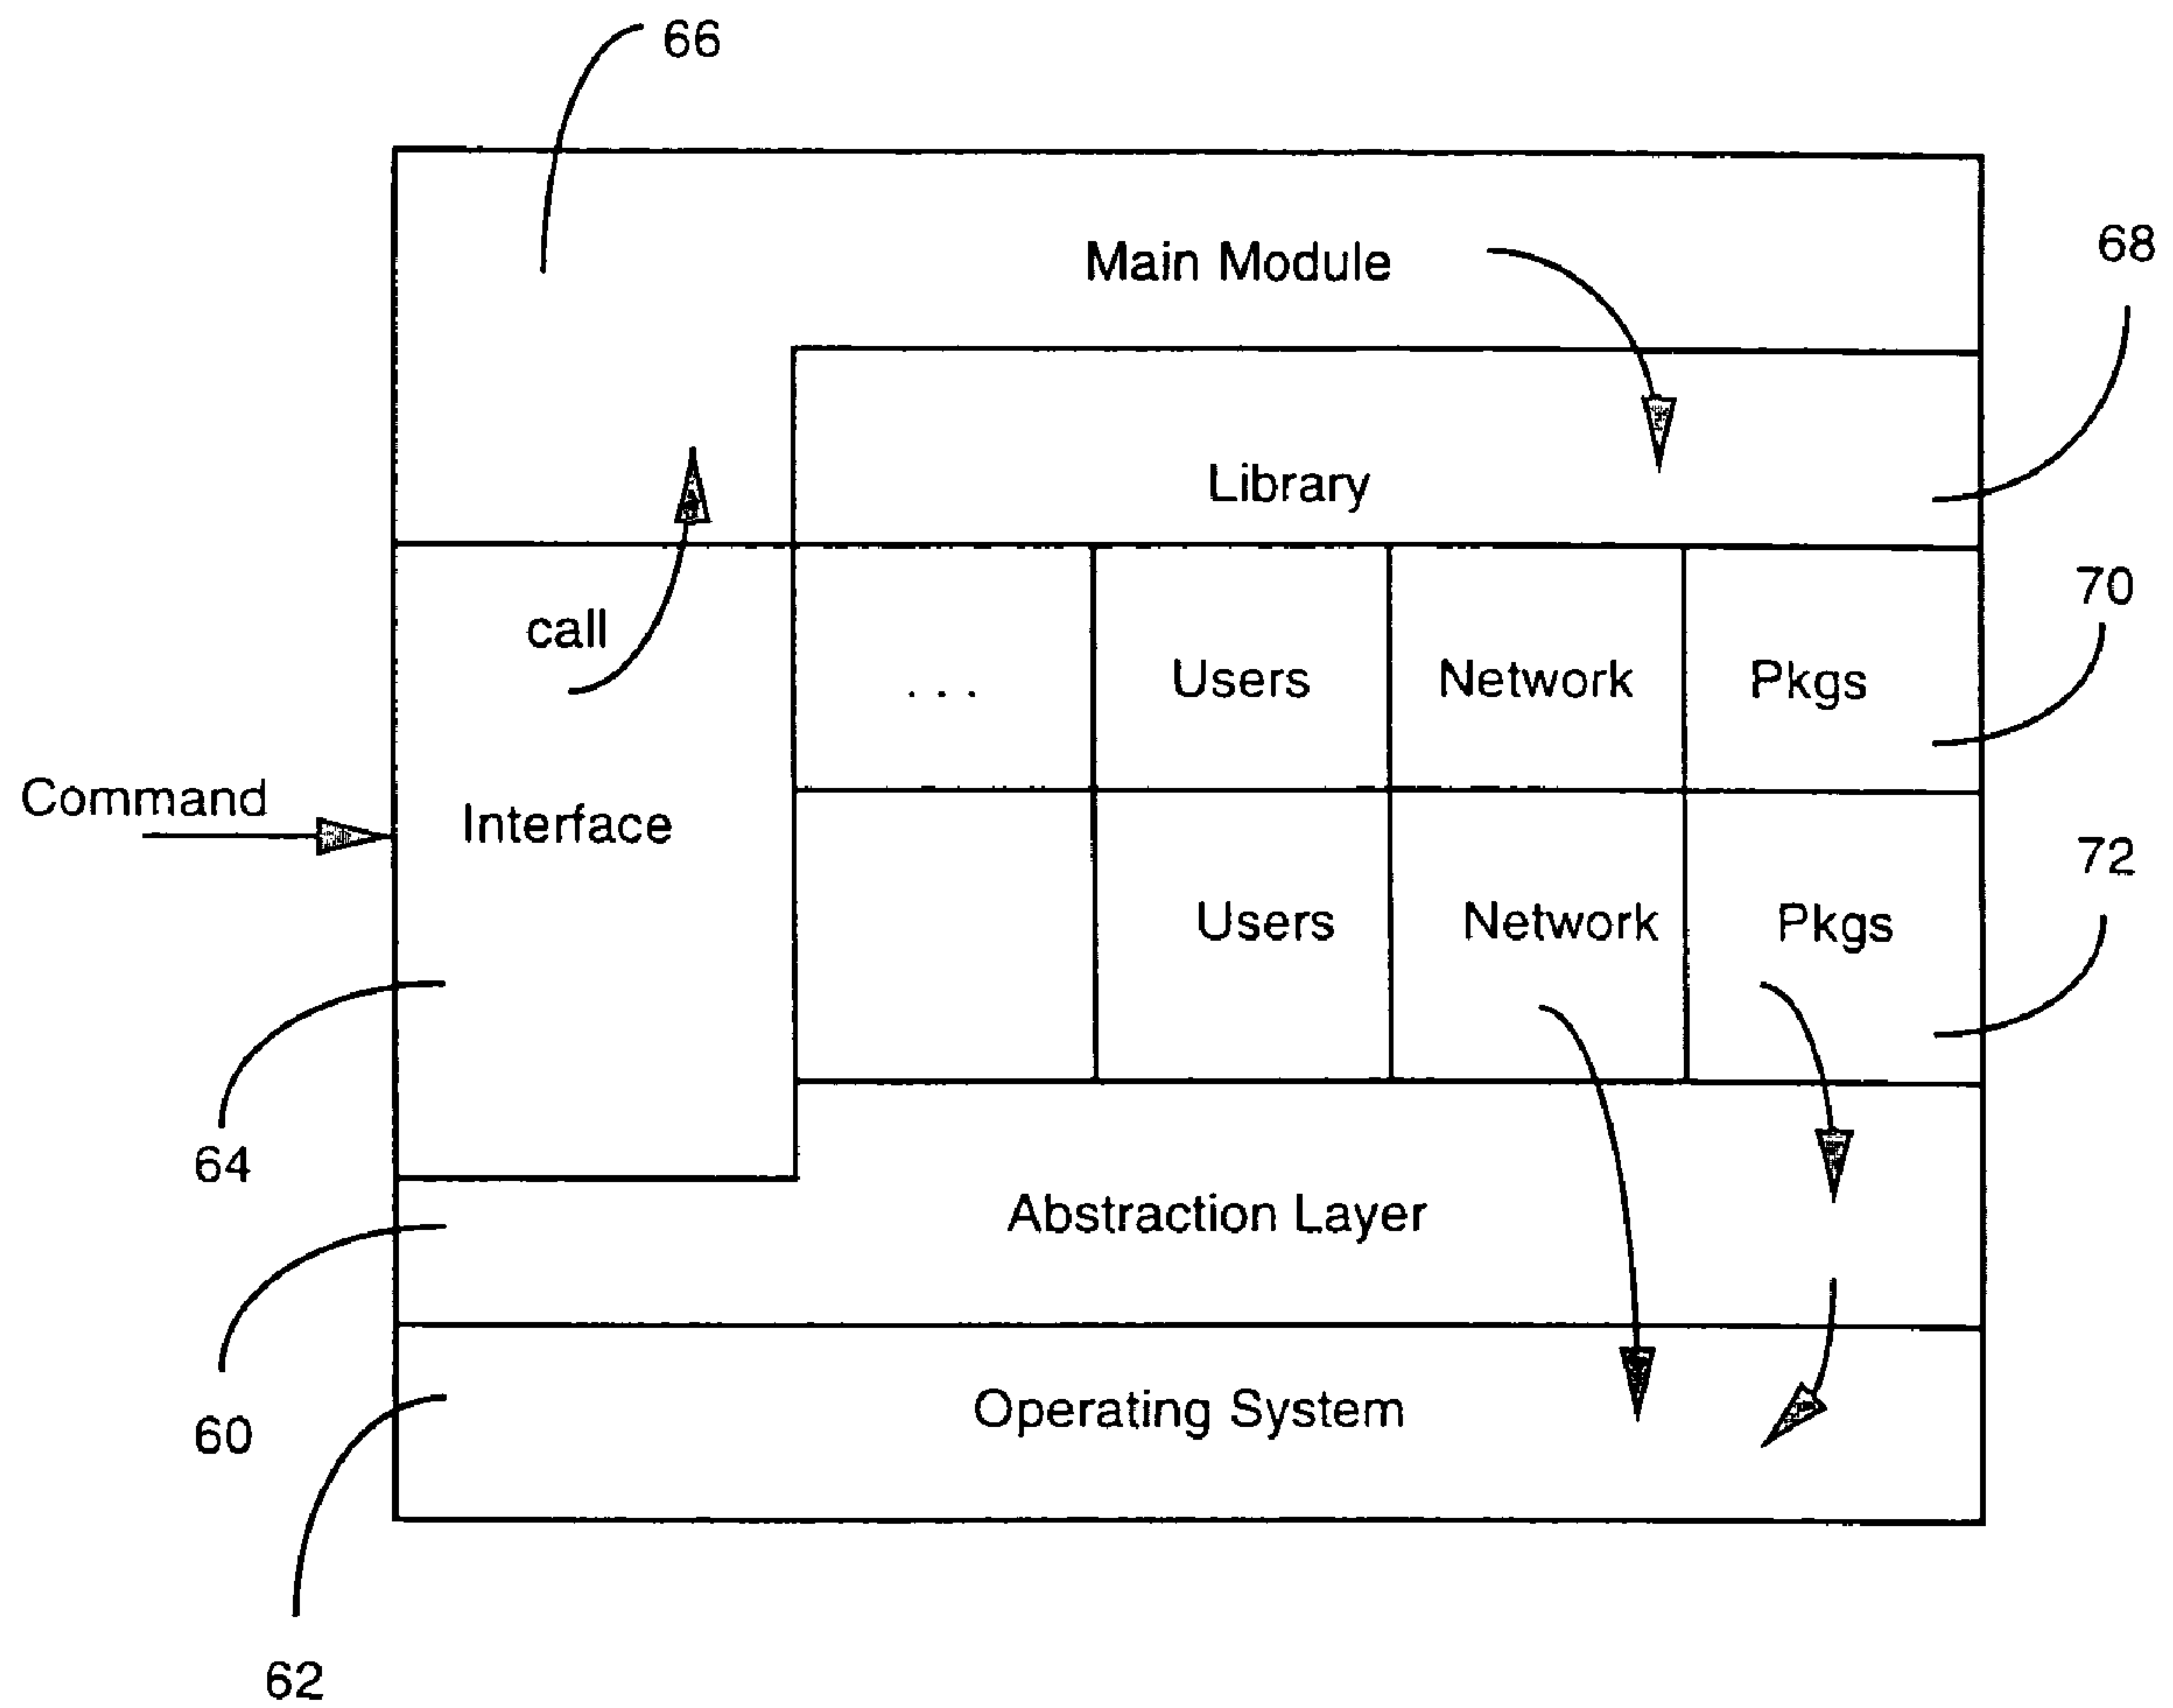 66
Main Module
68
Library
call
70
... Users Network Pkgs
Command
Interface
72
Users Network Pkgs
64
Abstraction Layer
60
Operating System
62